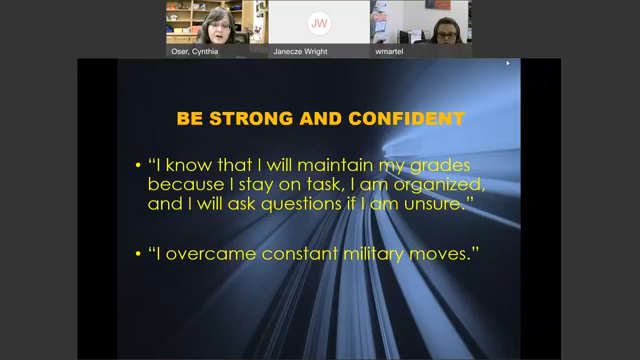 JW
Oser, Cynthia
Janecze Wright
wmartel
BE STRONG AND CONFIDENT
• “I know that I will maintain my grades
because I stay on task, I am organized,
and I will ask questions if I am unsure.”
• “I overcame constant military moves.”